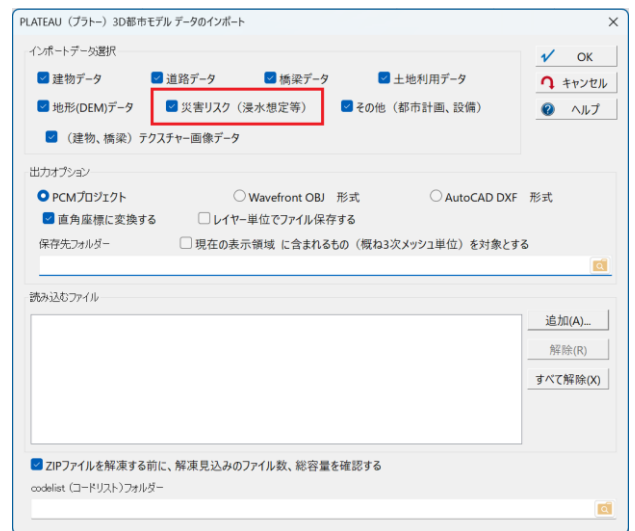 PLATEAU（プラトー）3D都市モデル データのインポート
インポートデータ選択
建物データ 道路データ 橋梁データ 土地利用データ
OK
地形(DEM)データ 災害リスク（浸水想定等） その他（都市計画、設備）
キャンセル
（建物、橋梁）テクスチャー画像データ
ヘルプ
出力オプション
PCMプロジェクト Wavefront OBJ 形式 AutoCAD DXF 形式
直角座標に変換する レイヤー単位でファイル保存する
保存先フォルダー 現在の表示領域 に含まれるもの（概ね3次メッシュ単位）を対象とする
読み込むファイル
追加(A)...
解除(R)
すべて解除(X)
ZIPファイルを解凍する前に、解凍見込みのファイル数、総容量を確認する
codelist（コードリスト）フォルダー